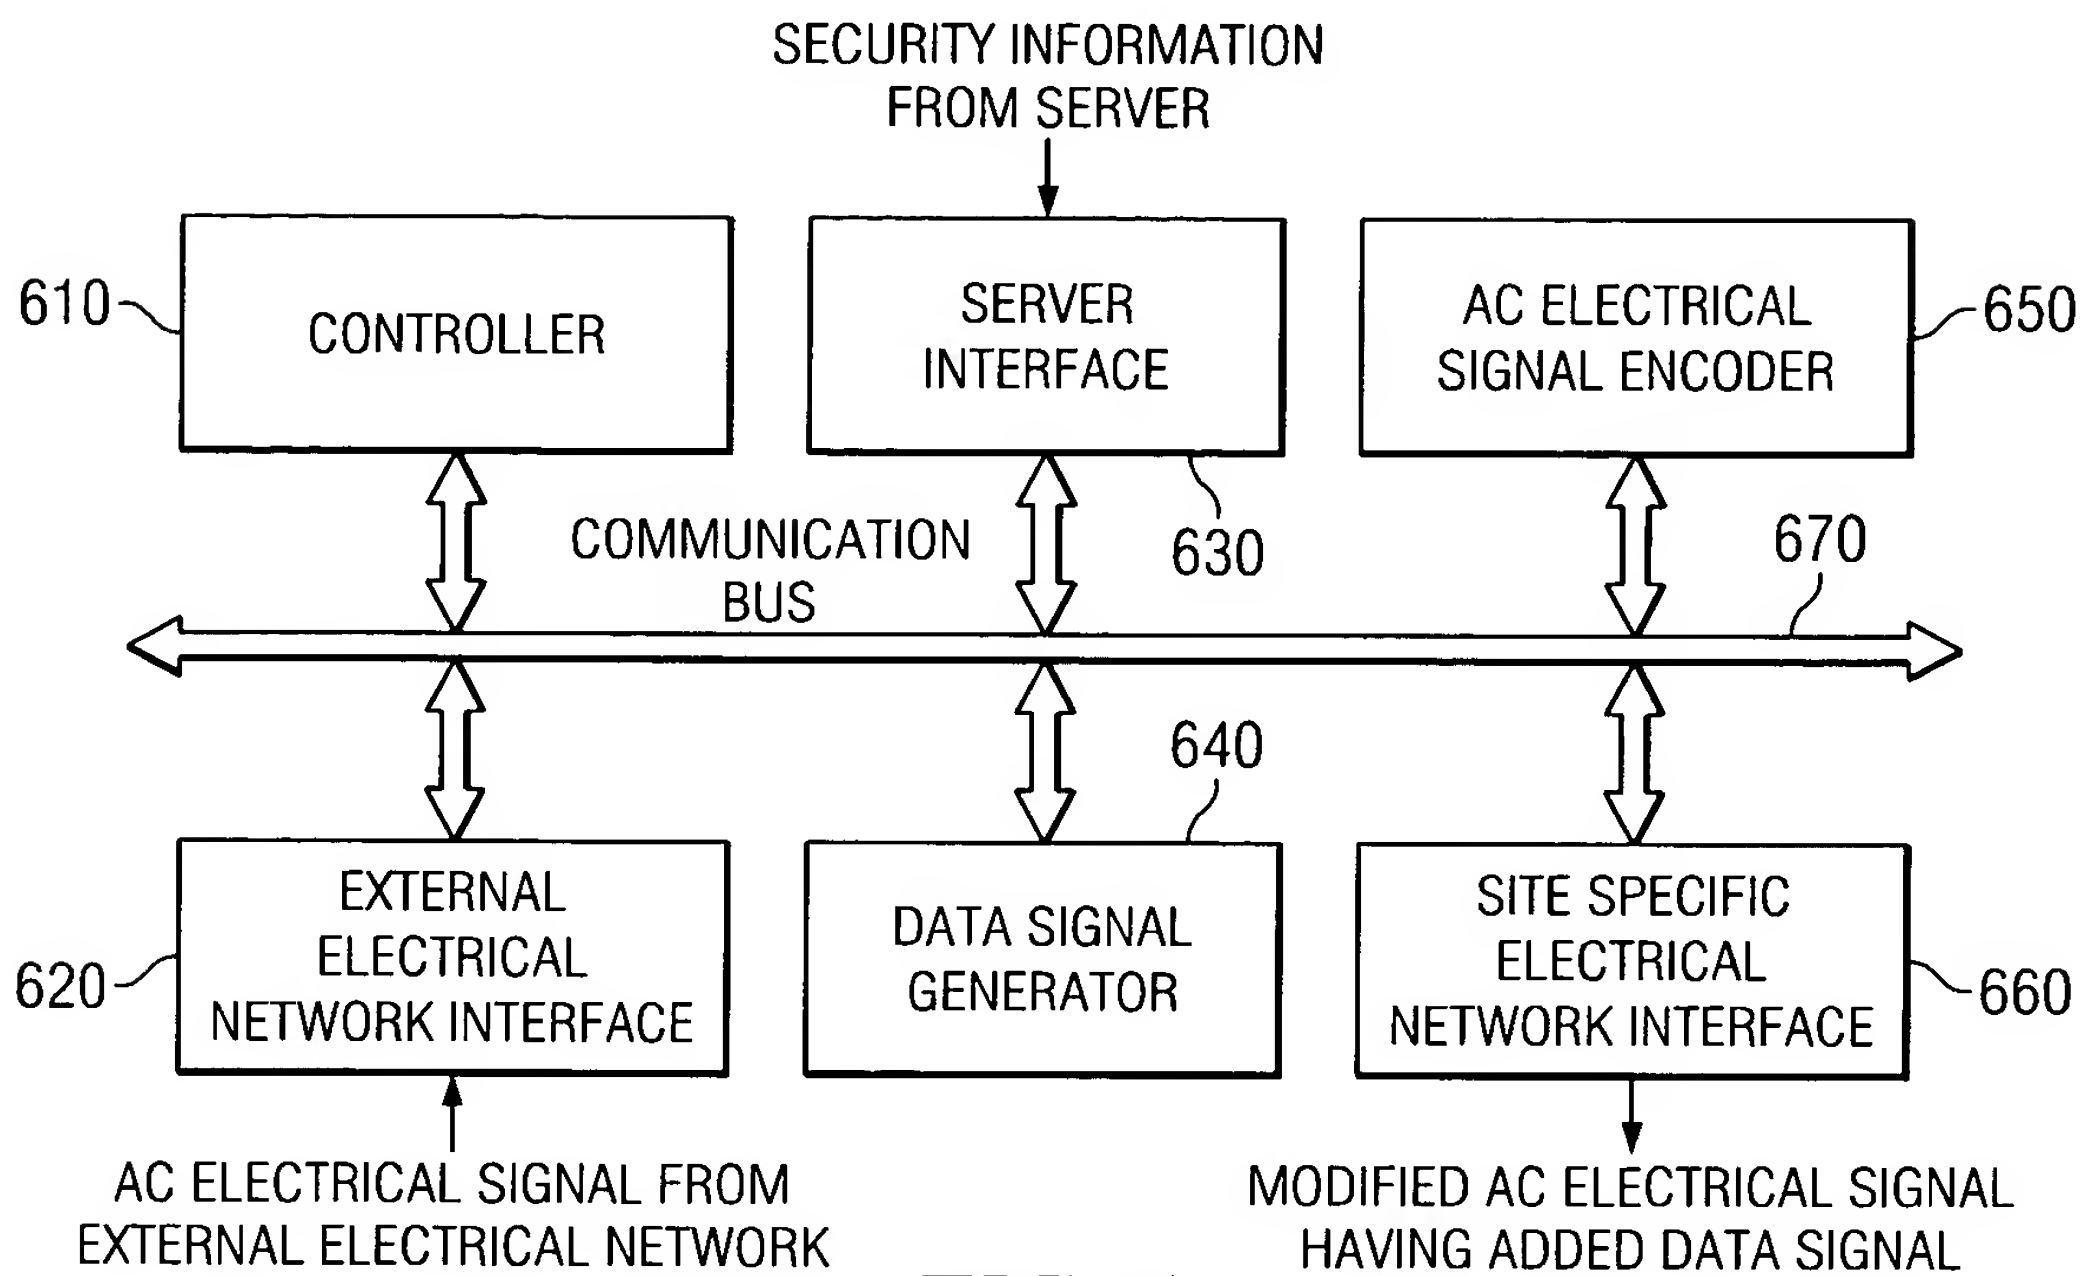 SECURITY INFORMATION
FROM SERVER
610
CONTROLLER
SERVER
INTERFACE
AC ELECTRICAL
SIGNAL ENCODER
650
COMMUNICATION
BUS
630
670
640
620
EXTERNAL
ELECTRICAL
NETWORK INTERFACE
DATA SIGNAL
GENERATOR
SITE SPECIFIC
ELECTRICAL
NETWORK INTERFACE
660
AC ELECTRICAL SIGNAL FROM
EXTERNAL ELECTRICAL NETWORK
MODIFIED AC ELECTRICAL SIGNAL
HAVING ADDED DATA SIGNAL